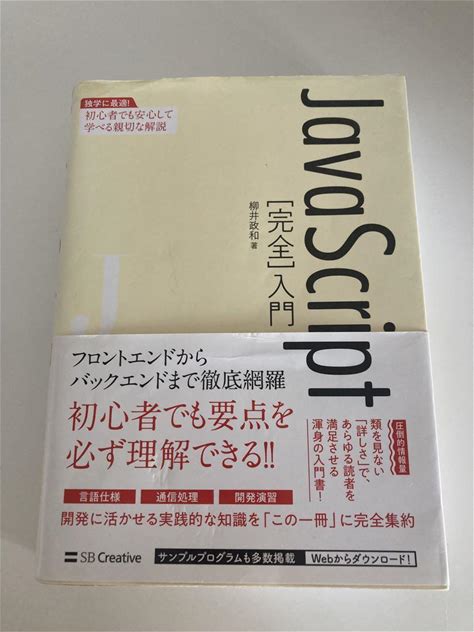 独学に最適!
初心者でも安心して
学べる親切な解説
JavaScript
[完全]入門
柳井政和 著
J
フロントエンドから
バックエンドまで徹底網羅
初心者でも要点を
必ず理解できる!!
圧倒的情報量
類を見ない
「詳しさ」で、
あらゆる読者を
満足させる
渾身の入門書!
言語仕様
通信処理
開発演習
開発に活かせる実践的な知識を「この一冊」に完全集約
SB Creative
サンプルプログラムも多数掲載
Webからダウンロード!